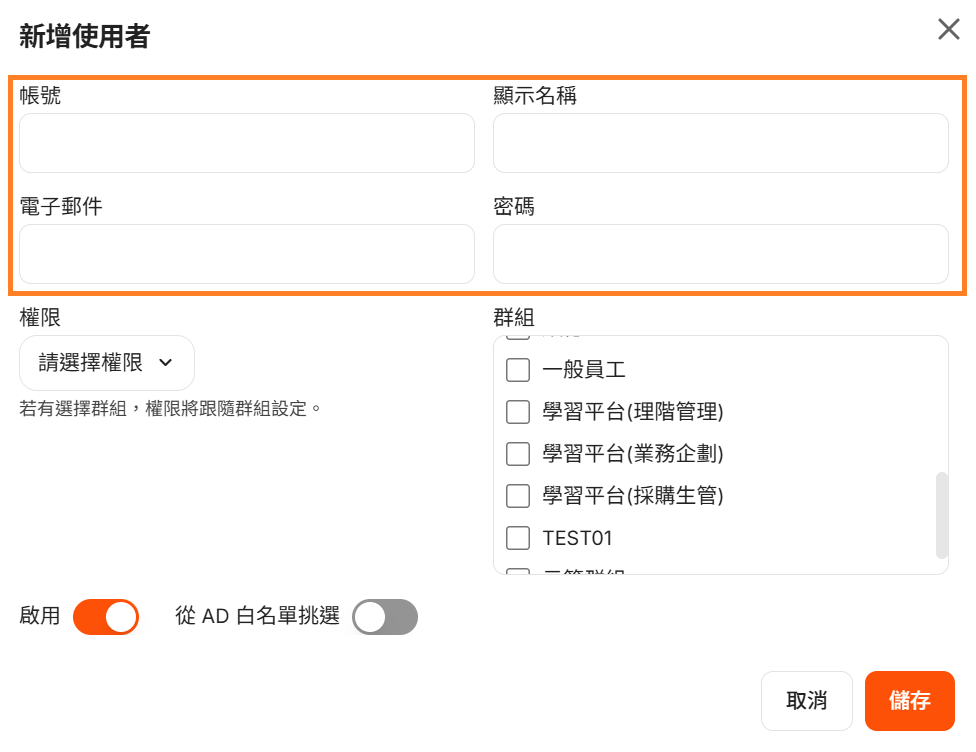 新增使用者
帳號
顯示名稱
電子郵件
密碼
權限
請選擇權限
若有選擇群組，權限將跟隨群組設定。
群組
一般員工
學習平台(理階管理)
學習平台(業務企劃)
學習平台(採購生管)
TEST01
啟用
從 AD 白名單挑選
取消
儲存